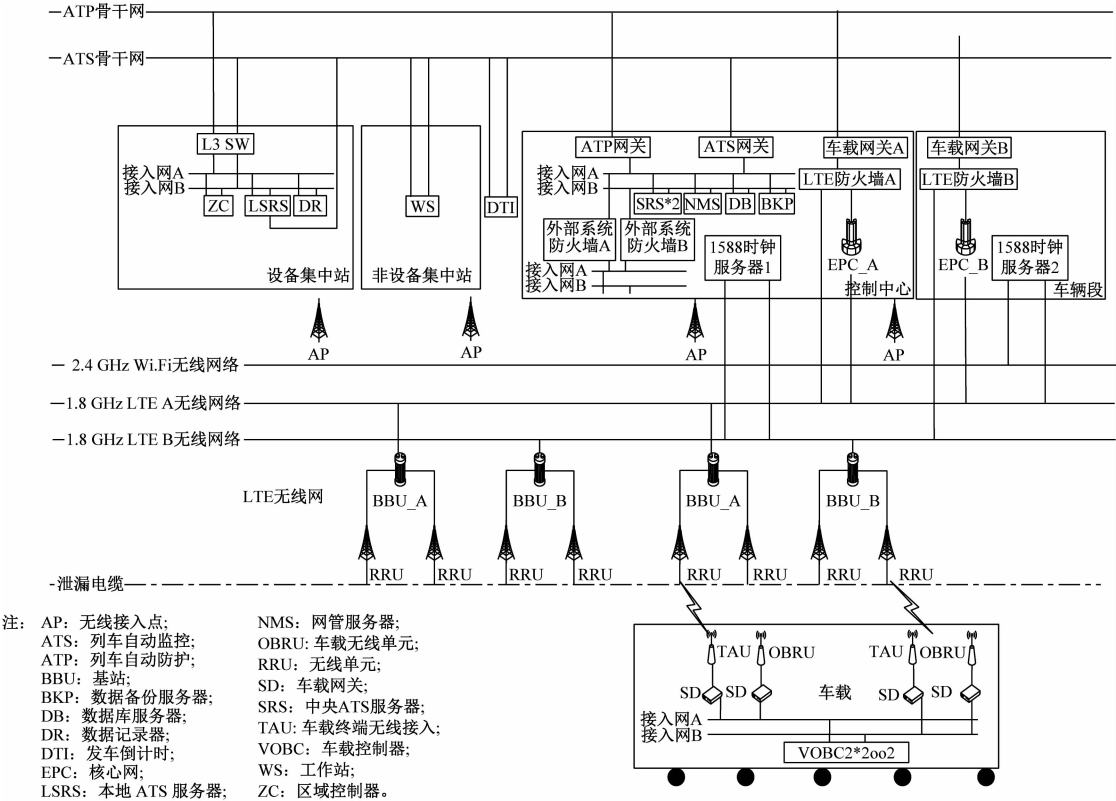 ATP骨干网
ATS骨干网
L3 SW
接入网A
接入网B
ZC
LSRS
DR
设备集中站
WS
非设备集中站
DTI
ATP网关
ATS网关
接入网A
接入网B
SRS*2
NMS
DB
BKP
外部系统
防火墙A
外部系统
防火墙B
接入网A
接入网B
1588时钟
服务器1
车载网关A
LTE防火墙A
EPC_A
控制中心
车载网关B
LTE防火墙B
EPC_B
1588时钟
服务器2
车辆段
AP
AP
AP
AP
2.4 GHz Wi.Fi无线网络
1.8 GHz LTE A无线网络
1.8 GHz LTE B无线网络
LTE无线网
BBU_A
BBU_B
BBU_A
BBU_B
RRU
RRU
RRU
RRU
RRU
RRU
RRU
RRU
泄漏电缆
TAU
OBRU
TAU
OBRU
SD
SD
车载
SD
SD
接入网A
接入网B
VOBC2*2oo2
注：
AP：无线接入点;
ATS：列车自动监控;
ATP：列车自动防护;
BBU：基站;
BKP：数据备份服务器;
DB：数据库服务器;
DR：数据记录器;
DTI：发车倒计时;
EPC：核心网;
LSRS：本地 ATS 服务器;
NMS：网管服务器;
OBRU: 车载无线单元;
RRU：无线单元;
SD：车载网关;
SRS：中央ATS服务器;
TAU: 车载终端无线接入;
VOBC：车载控制器;
WS：工作站;
ZC：区域控制器。